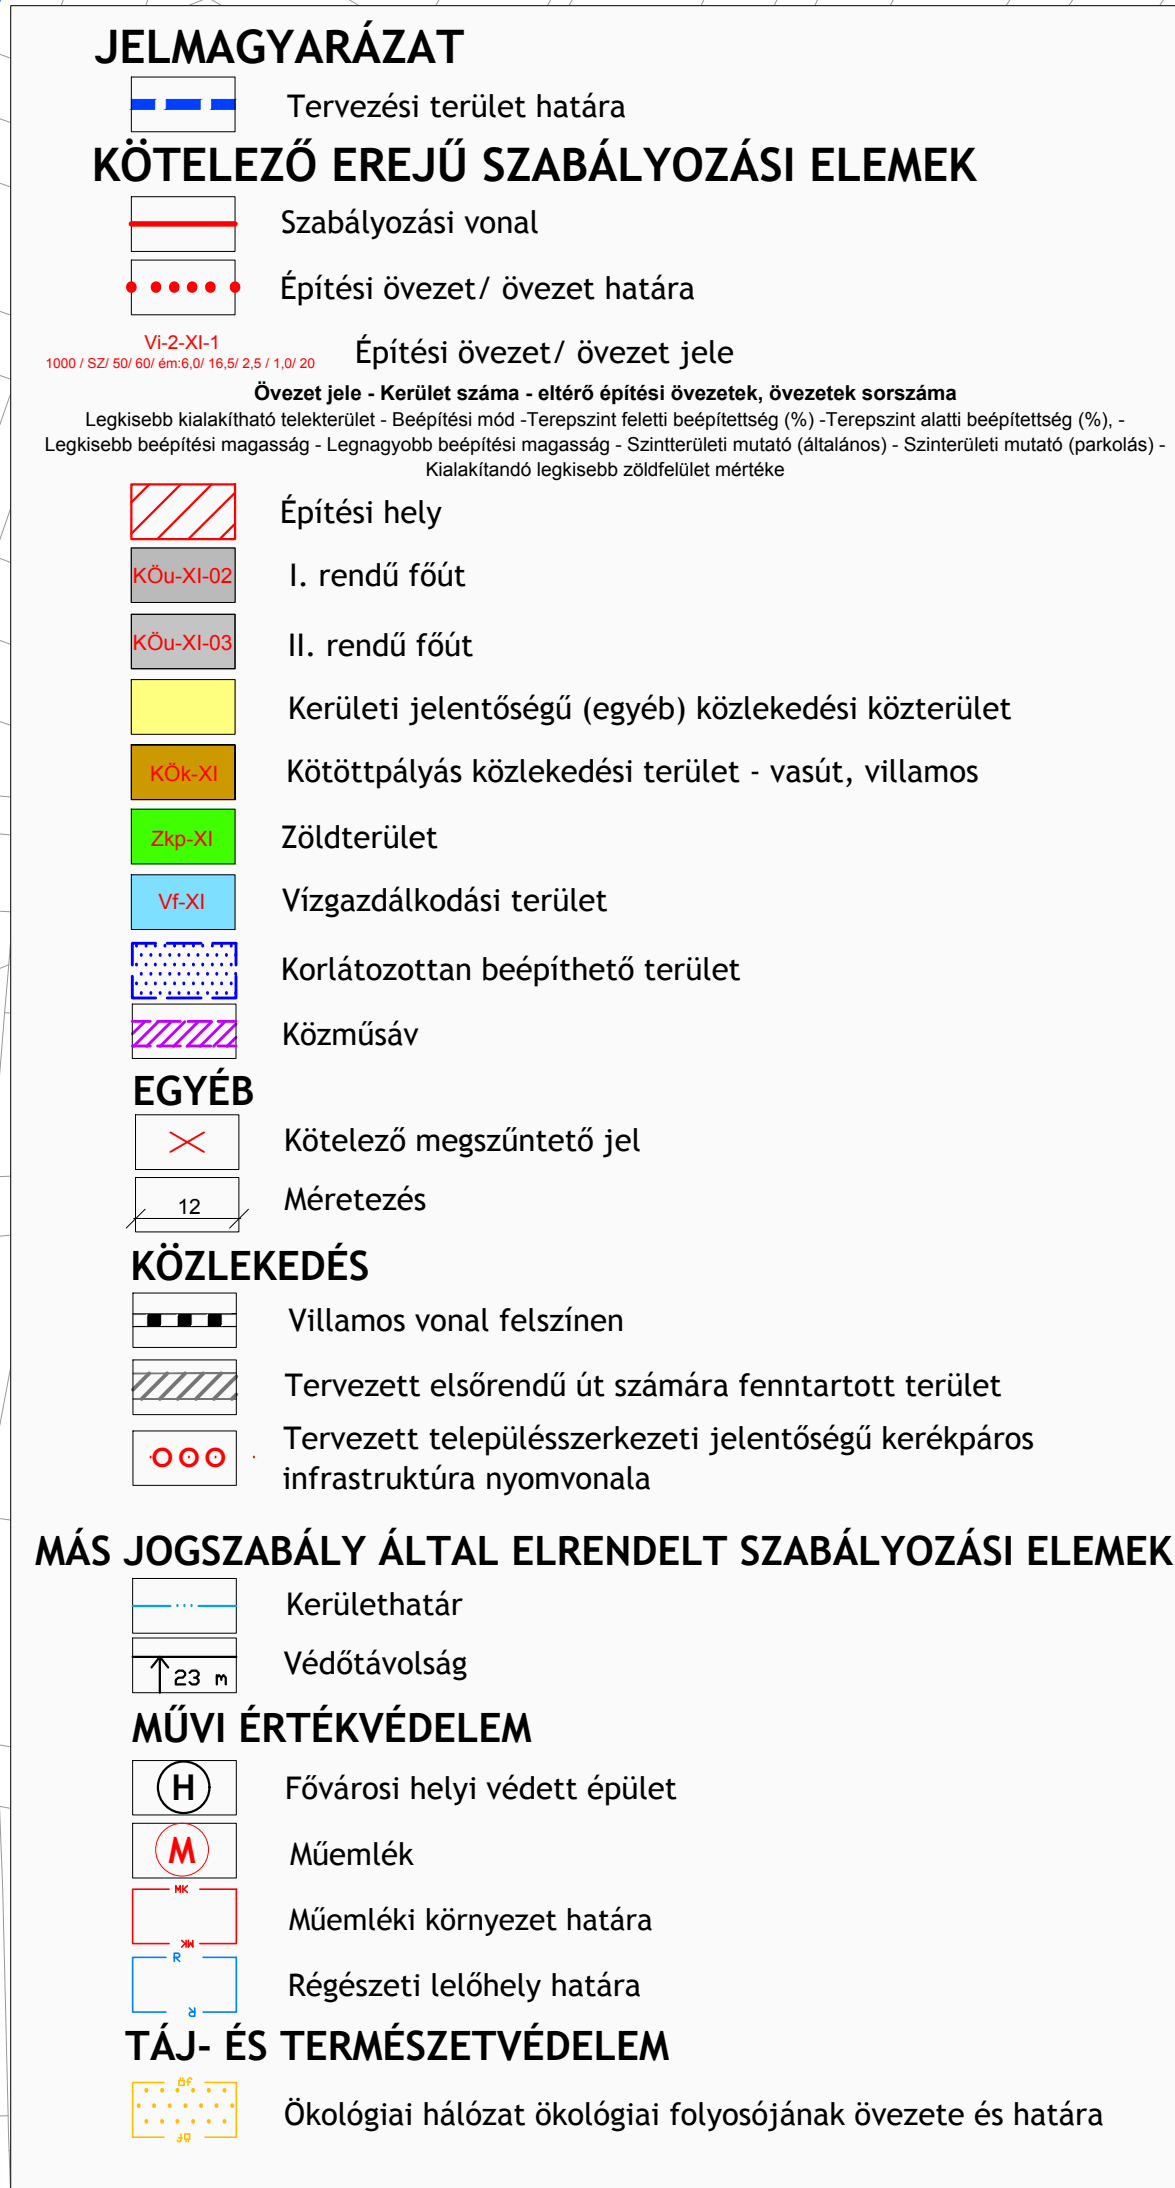 JELMAGYARÁZAT
Tervezési terület határa
KÖTELEZŐ EREJŰ SZABÁLYOZÁSI ELEMEK
Szabályozási vonal
Építési övezet/ övezet határa
Vi-2-XI-1
1000 / SZ/ 50/ 60/ ém:6,0/ 16,5/ 2,5 / 1,0/ 20
Építési övezet/ övezet jele
Övezet jele - Kerület száma - eltérő építési övezetek, övezetek sorszáma
Legkisebb kialakítható telekterület - Beépítési mód -Terepszint feletti beépítettség (%) -Terepszint alatti beépítettség (%), -
Legkisebb beépítési magasság - Legnagyobb beépítési magasság - Szintterületi mutató (általános) - Szinterületi mutató (parkolás) -
Kialakítandó legkisebb zöldfelület mértéke
Építési hely
KÖu-XI-02 I. rendű főút
KÖu-XI-03 II. rendű főút
Kerületi jelentőségű (egyéb) közlekedési közterület
KÖk-XI Kötöttpályás közlekedési terület - vasút, villamos
Zkp-XI Zöldterület
Vf-XI Vízgazdálkodási terület
Korlátozottan beépíthető terület
Közműsáv
EGYÉB
Kötelező megszűntető jel
12 Méretezés
KÖZLEKEDÉS
Villamos vonal felszínen
Tervezett elsőrendű út számára fenntartott terület
Tervezett településszerkezeti jelentőségű kerékpáros
infrastruktúra nyomvonala
MÁS JOGSZABÁLY ÁLTAL ELRENDELT SZABÁLYOZÁSI ELEMEK
Kerülethatár
23 m Védőtávolság
MŰVI ÉRTÉKVÉDELEM
H Fővárosi helyi védett épület
M Műemlék
MK
Műemléki környezet határa
MK
R
Régészeti lelőhely határa
R
TÁJ- ÉS TERMÉSZETVÉDELEM
öf
Ökológiai hálózat ökológiai folyosójának övezete és határa
öf